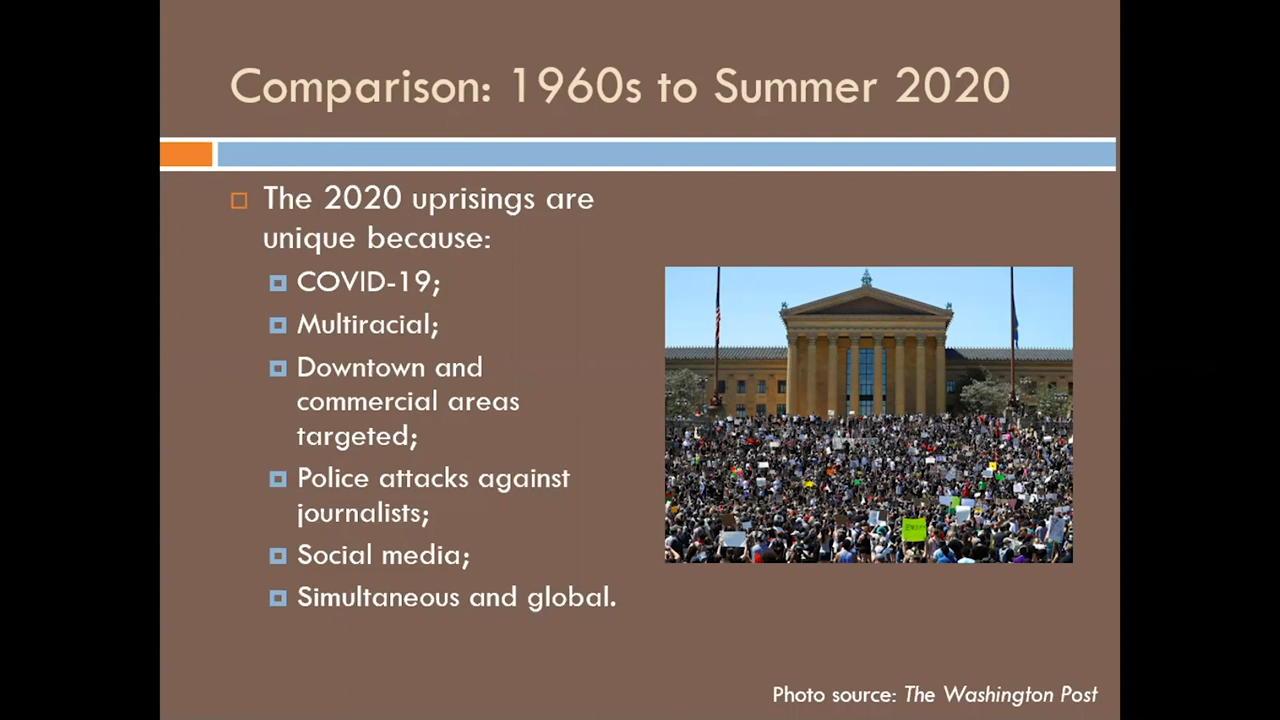 Comparison: 1960s to Summer 2020
The 2020 uprisings are
unique because:
COVID-19;
Multiracial;
Downtown and
commercial areas
targeted;
Police attacks against
journalists;
Social media;
Simultaneous and global.
Photo source: The Washington Post